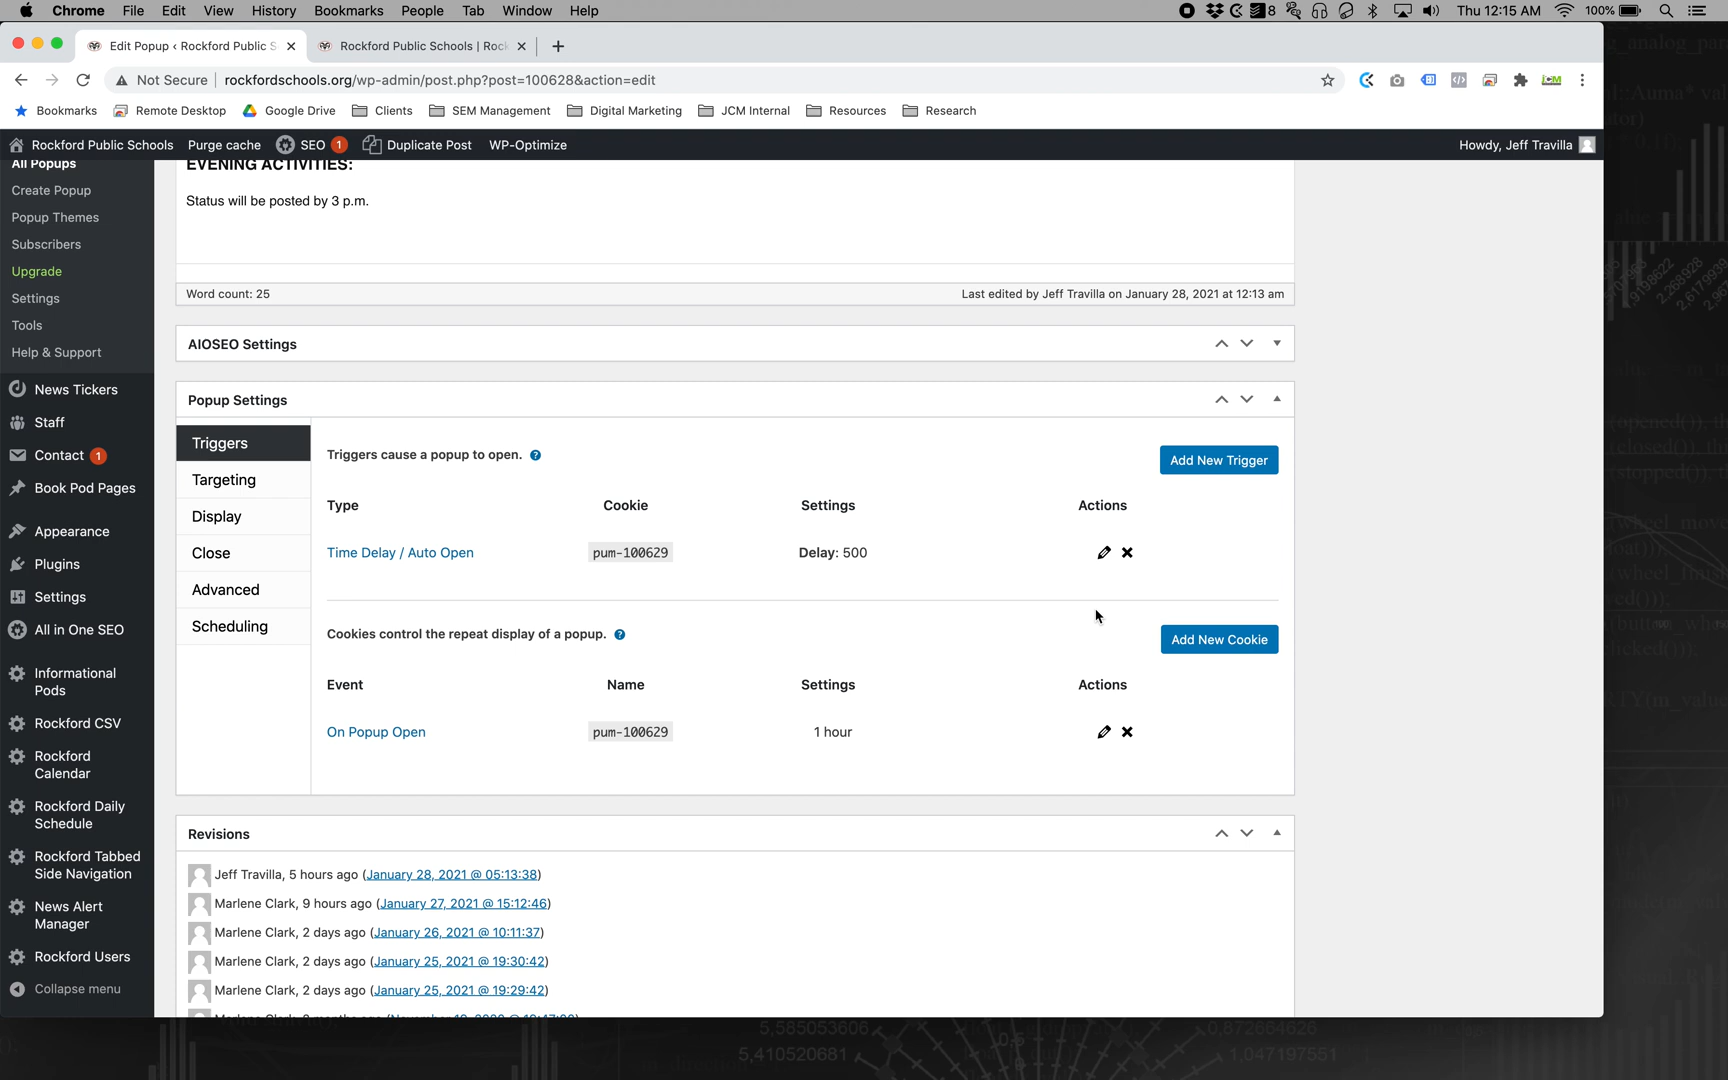 Chrome File Edit View History Bookmarks People Tab Window Help
8 Thu 12:15 AM 100%
Edit Popup ‹ Rockford Public S
Rockford Public Schools | Rock
Not Secure rockfordschools.org/wp-admin/post.php?post=100628&action=edit
Bookmarks Remote Desktop Google Drive Clients SEM Management Digital Marketing JCM Internal Resources Research
Rockford Public Schools Purge cache SEO 1 Duplicate Post WP-Optimize Howdy, Jeff Travilla
All Popups
Create Popup
Popup Themes
Subscribers
Upgrade
Settings
Tools
Help & Support
News Tickers
Staff
Contact 1
Book Pod Pages
Appearance
Plugins
Settings
All in One SEO
Informational
Pods
Rockford CSV
Rockford
Calendar
Rockford Daily
Schedule
Rockford Tabbed
Side Navigation
News Alert
Manager
Rockford Users
Collapse menu
EVENING ACTIVITIES:
Status will be posted by 3 p.m.
Word count: 25 Last edited by Jeff Travilla on January 28, 2021 at 12:13 am
AIOSEO Settings
Popup Settings
Triggers
Targeting
Display
Close
Advanced
Scheduling
Triggers cause a popup to open. ?
Add New Trigger
Type Cookie Settings Actions
Time Delay / Auto Open pum-100629 Delay: 500
Cookies control the repeat display of a popup. ?
Add New Cookie
Event Name Settings Actions
On Popup Open pum-100629 1 hour
Revisions
Jeff Travilla, 5 hours ago (January 28, 2021 @ 05:13:38)
Marlene Clark, 9 hours ago (January 27, 2021 @ 15:12:46)
Marlene Clark, 2 days ago (January 26, 2021 @ 10:11:37)
Marlene Clark, 2 days ago (January 25, 2021 @ 19:30:42)
Marlene Clark, 2 days ago (January 25, 2021 @ 19:29:42)
5,585053606
5,410520681
0,872664626
1,047197551